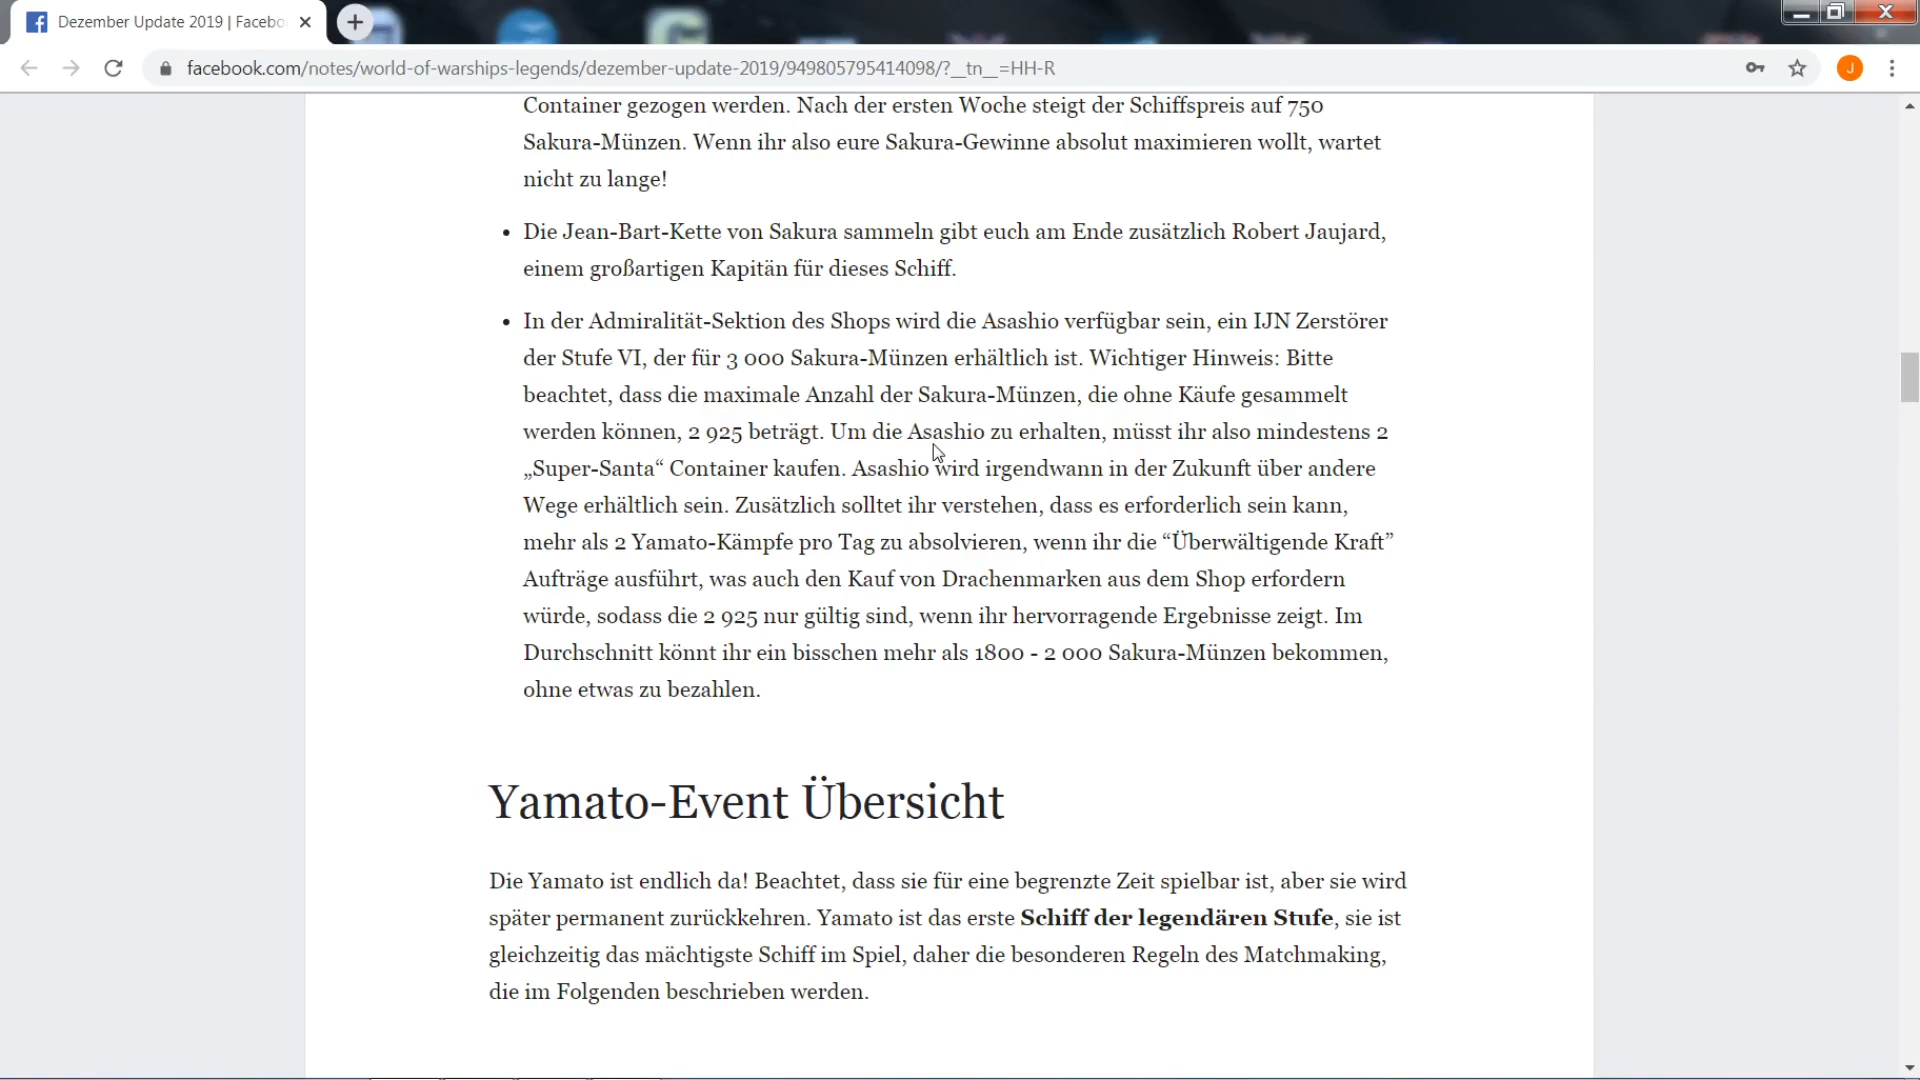 Dezember Update 2019 | Facebo
facebook.com/notes/world-of-warships-legends/dezember-update-2019/949805795414098/?__tn__=HH-R
J
Container gezogen werden. Nach der ersten Woche steigt der Schiffspreis auf 750
Sakura-Münzen. Wenn ihr also eure Sakura-Gewinne absolut maximieren wollt, wartet
nicht zu lange!
• Die Jean-Bart-Kette von Sakura sammeln gibt euch am Ende zusätzlich Robert Jaujard,
einem großartigen Kapitän für dieses Schiff.
• In der Admiralität-Sektion des Shops wird die Asashio verfügbar sein, ein IJN Zerstörer
der Stufe VI, der für 3 000 Sakura-Münzen erhältlich ist. Wichtiger Hinweis: Bitte
beachtet, dass die maximale Anzahl der Sakura-Münzen, die ohne Käufe gesammelt
werden können, 2 925 beträgt. Um die Asashio zu erhalten, müsst ihr also mindestens 2
„Super-Santa“ Container kaufen. Asashio wird irgendwann in der Zukunft über andere
Wege erhältlich sein. Zusätzlich solltet ihr verstehen, dass es erforderlich sein kann,
mehr als 2 Yamato-Kämpfe pro Tag zu absolvieren, wenn ihr die “Überwältigende Kraft”
Aufträge ausführt, was auch den Kauf von Drachenmarken aus dem Shop erfordern
würde, sodass die 2 925 nur gültig sind, wenn ihr hervorragende Ergebnisse zeigt. Im
Durchschnitt könnt ihr ein bisschen mehr als 1800 - 2 000 Sakura-Münzen bekommen,
ohne etwas zu bezahlen.
Yamato-Event Übersicht
Die Yamato ist endlich da! Beachtet, dass sie für eine begrenzte Zeit spielbar ist, aber sie wird
später permanent zurückkehren. Yamato ist das erste Schiff der legendären Stufe, sie ist
gleichzeitig das mächtigste Schiff im Spiel, daher die besonderen Regeln des Matchmaking,
die im Folgenden beschrieben werden.